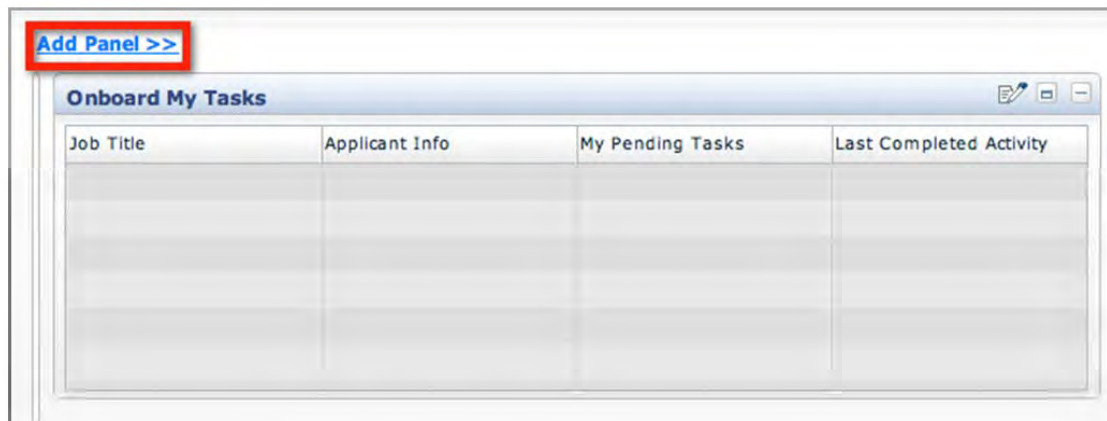 Add Panel >>
Onboard My Tasks
Job Title Applicant Info My Pending Tasks Last Completed Activity